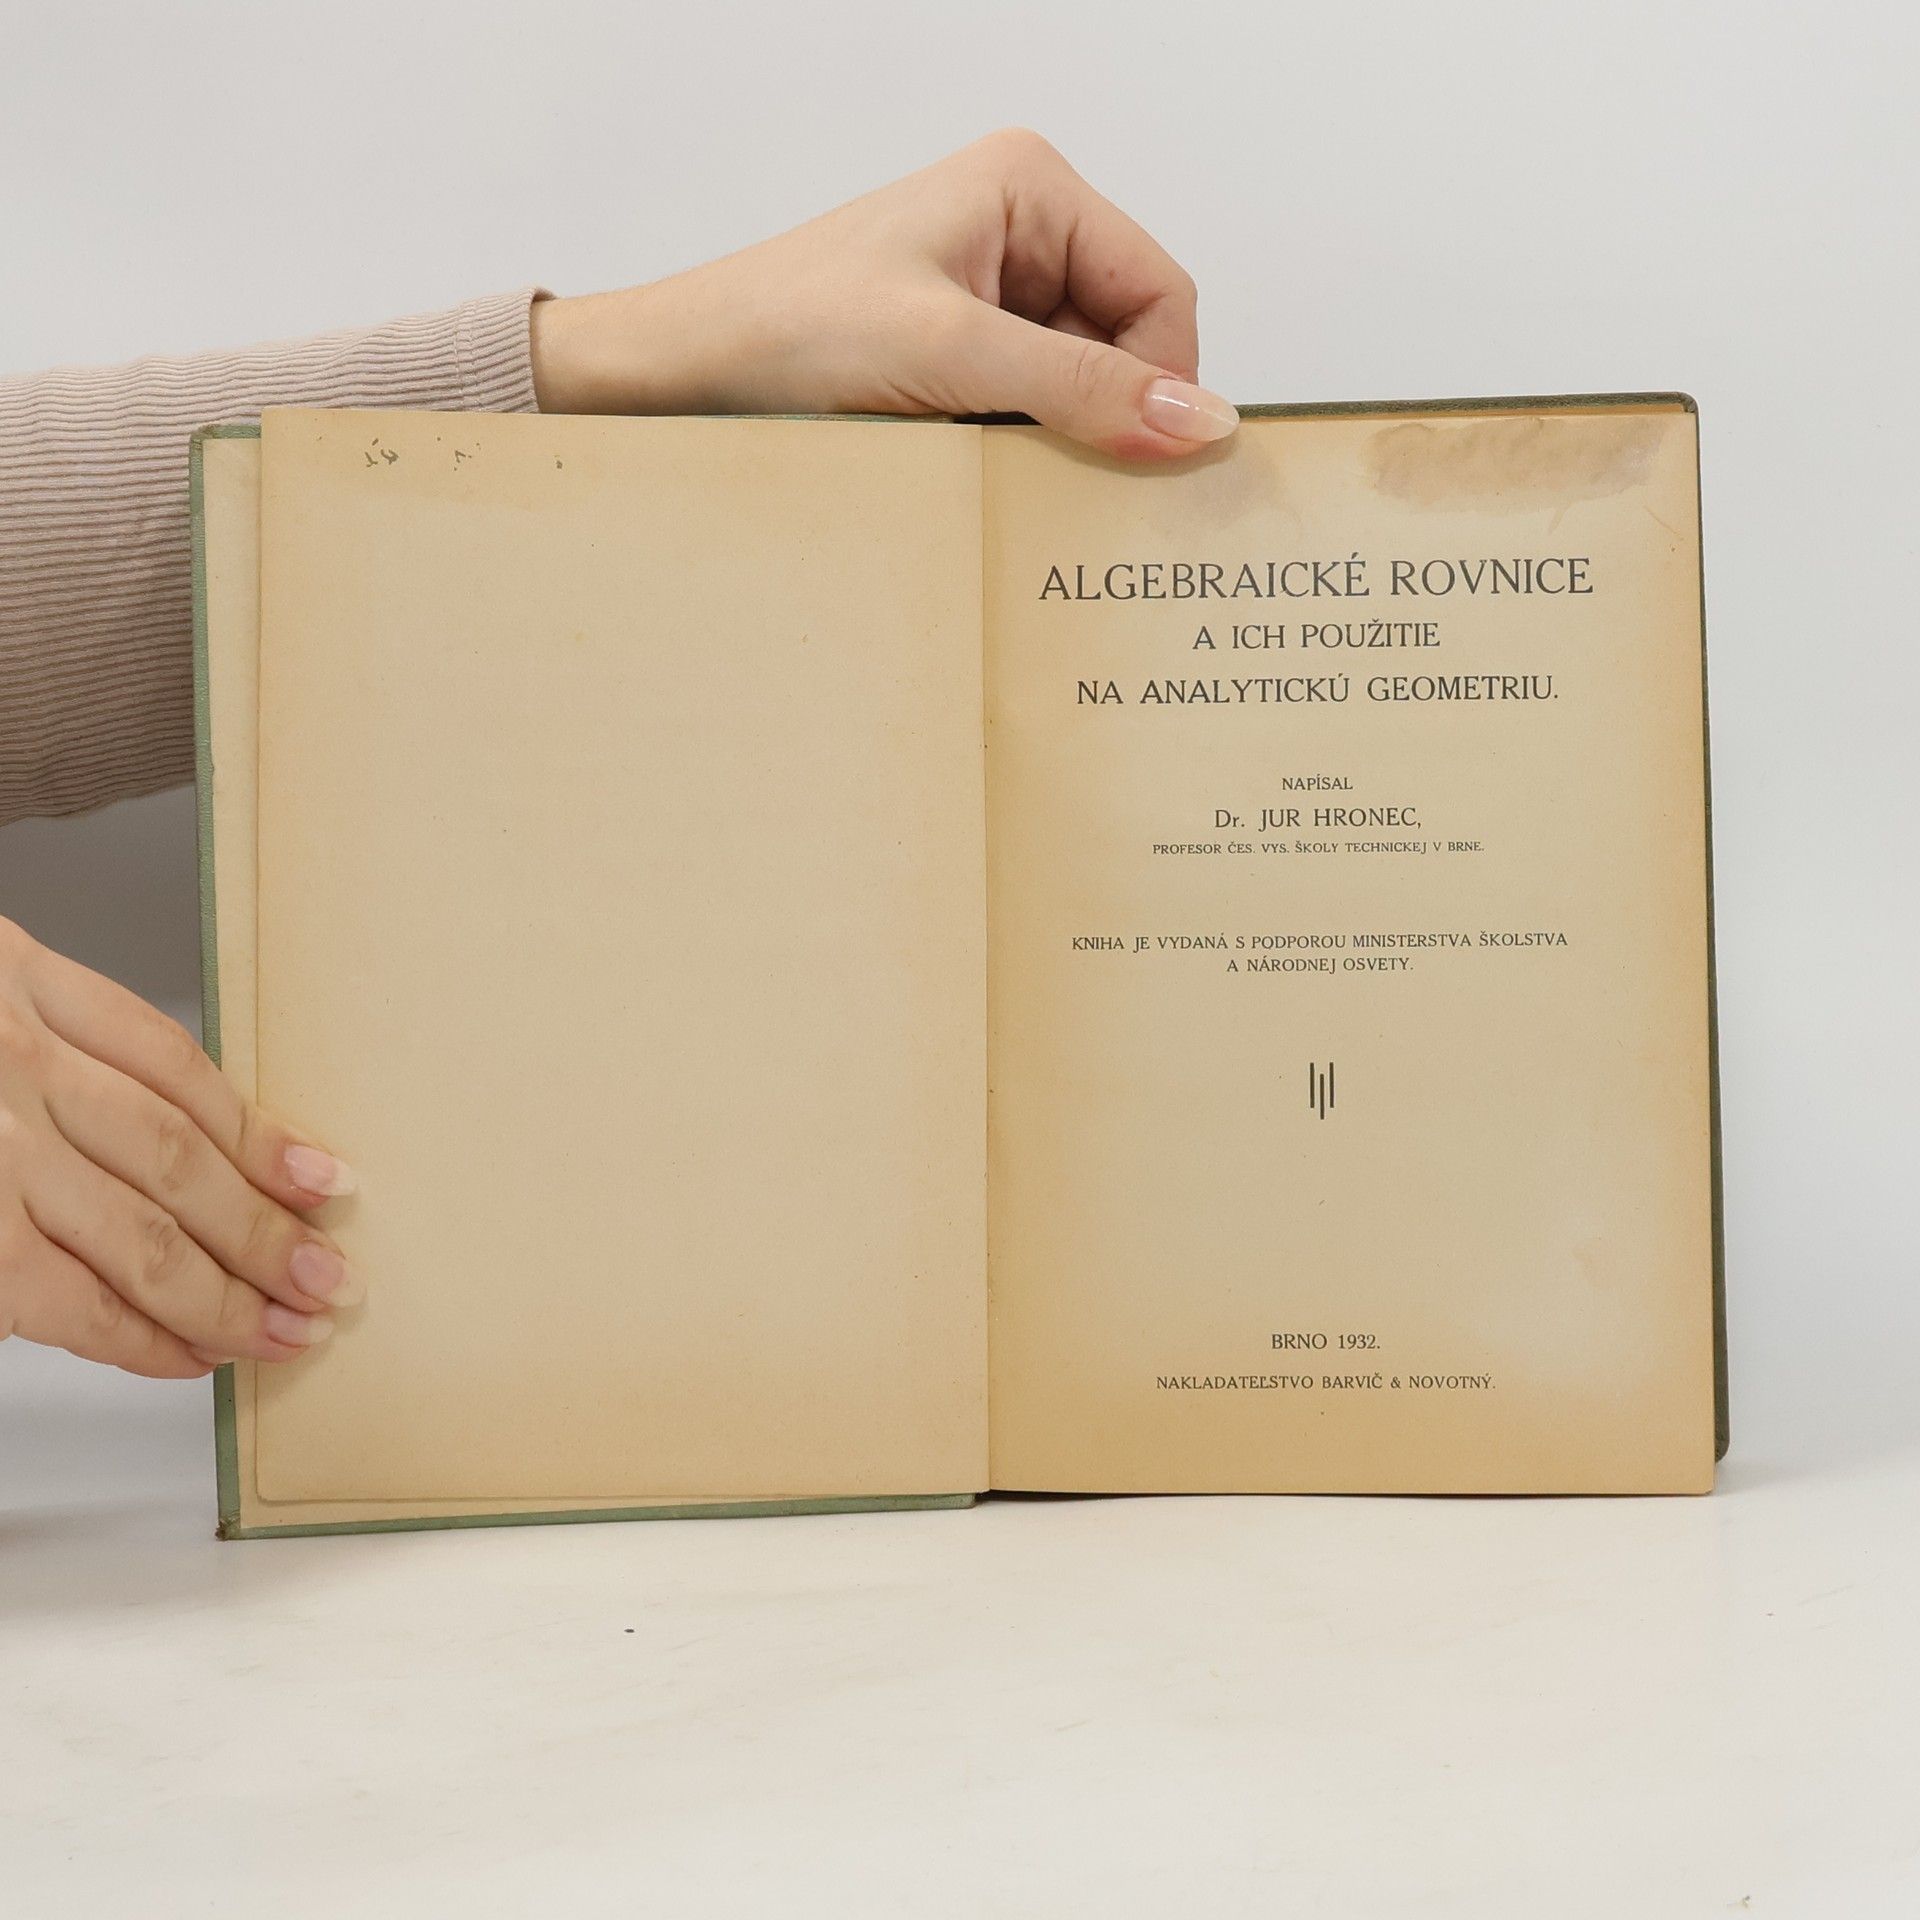 ALGEBRAICKÉ ROVNICE
A ICH POUŽITIE
NA ANALYTICKÚ GEOMETRIU.
NAPÍSAL
Dr. JUR HRONEC,
PROFESOR ČES. VYS. ŠKOLY TECHNICKEJ V BRNE.
KNIHA JE VYDANÁ S PODPOROU MINISTERSTVA ŠKOLSTVA
A NÁRODNEJ OSVETY.
BRNO 1932.
NAKLADATEĽSTVO BARVIČ & NOVOTNÝ.